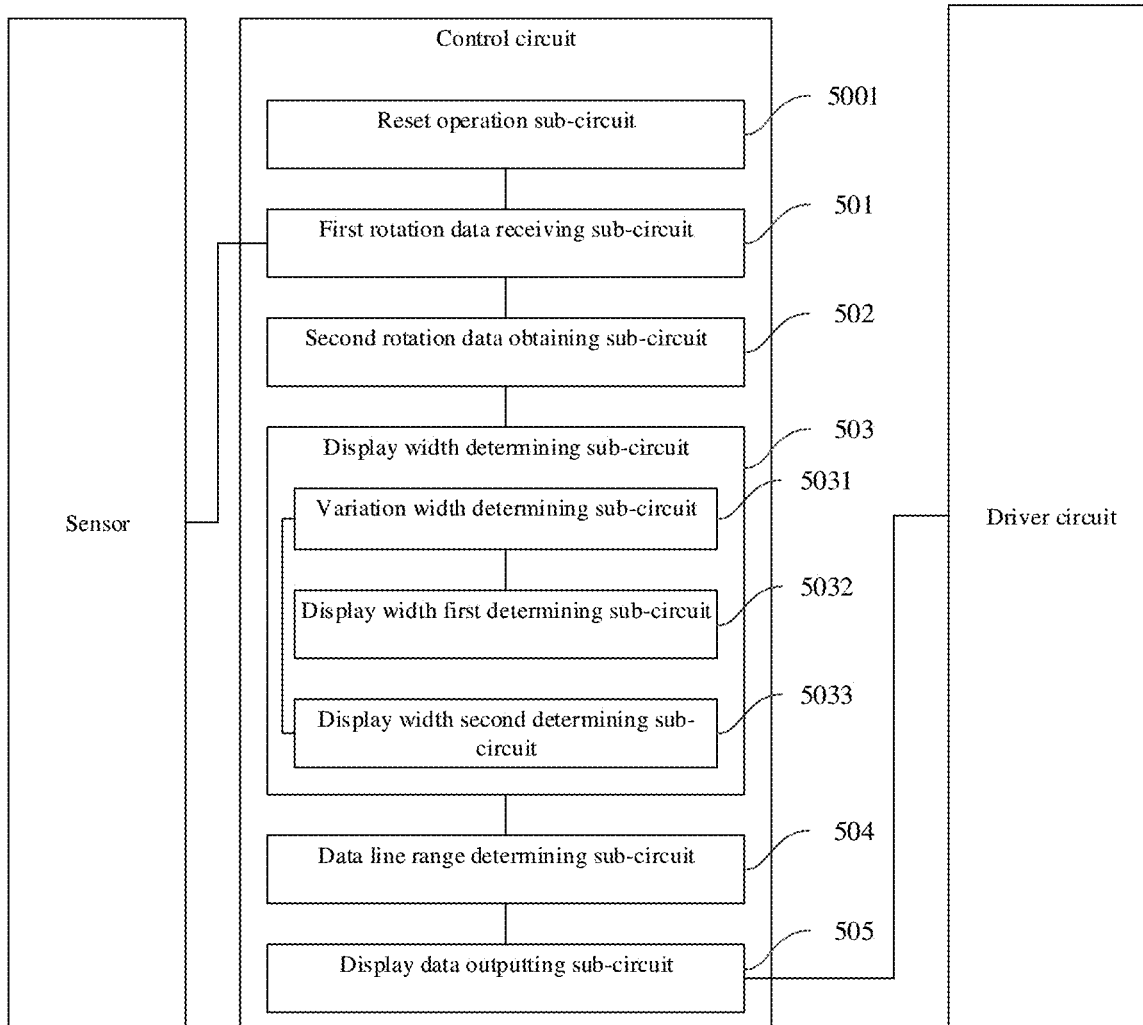 Control circuit
5001
Reset operation sub-circuit
501
First rotation data receiving sub-circuit
502
Second rotation data obtaining sub-circuit
503
Display width determining sub-circuit
5031
Variation width determining sub-circuit
Sensor
Driver circuit
5032
Display width first determining sub-circuit
5033
Display width second determining sub-
circuit
504
Data line range determining sub-circuit
505
Display data outputting sub-circuit